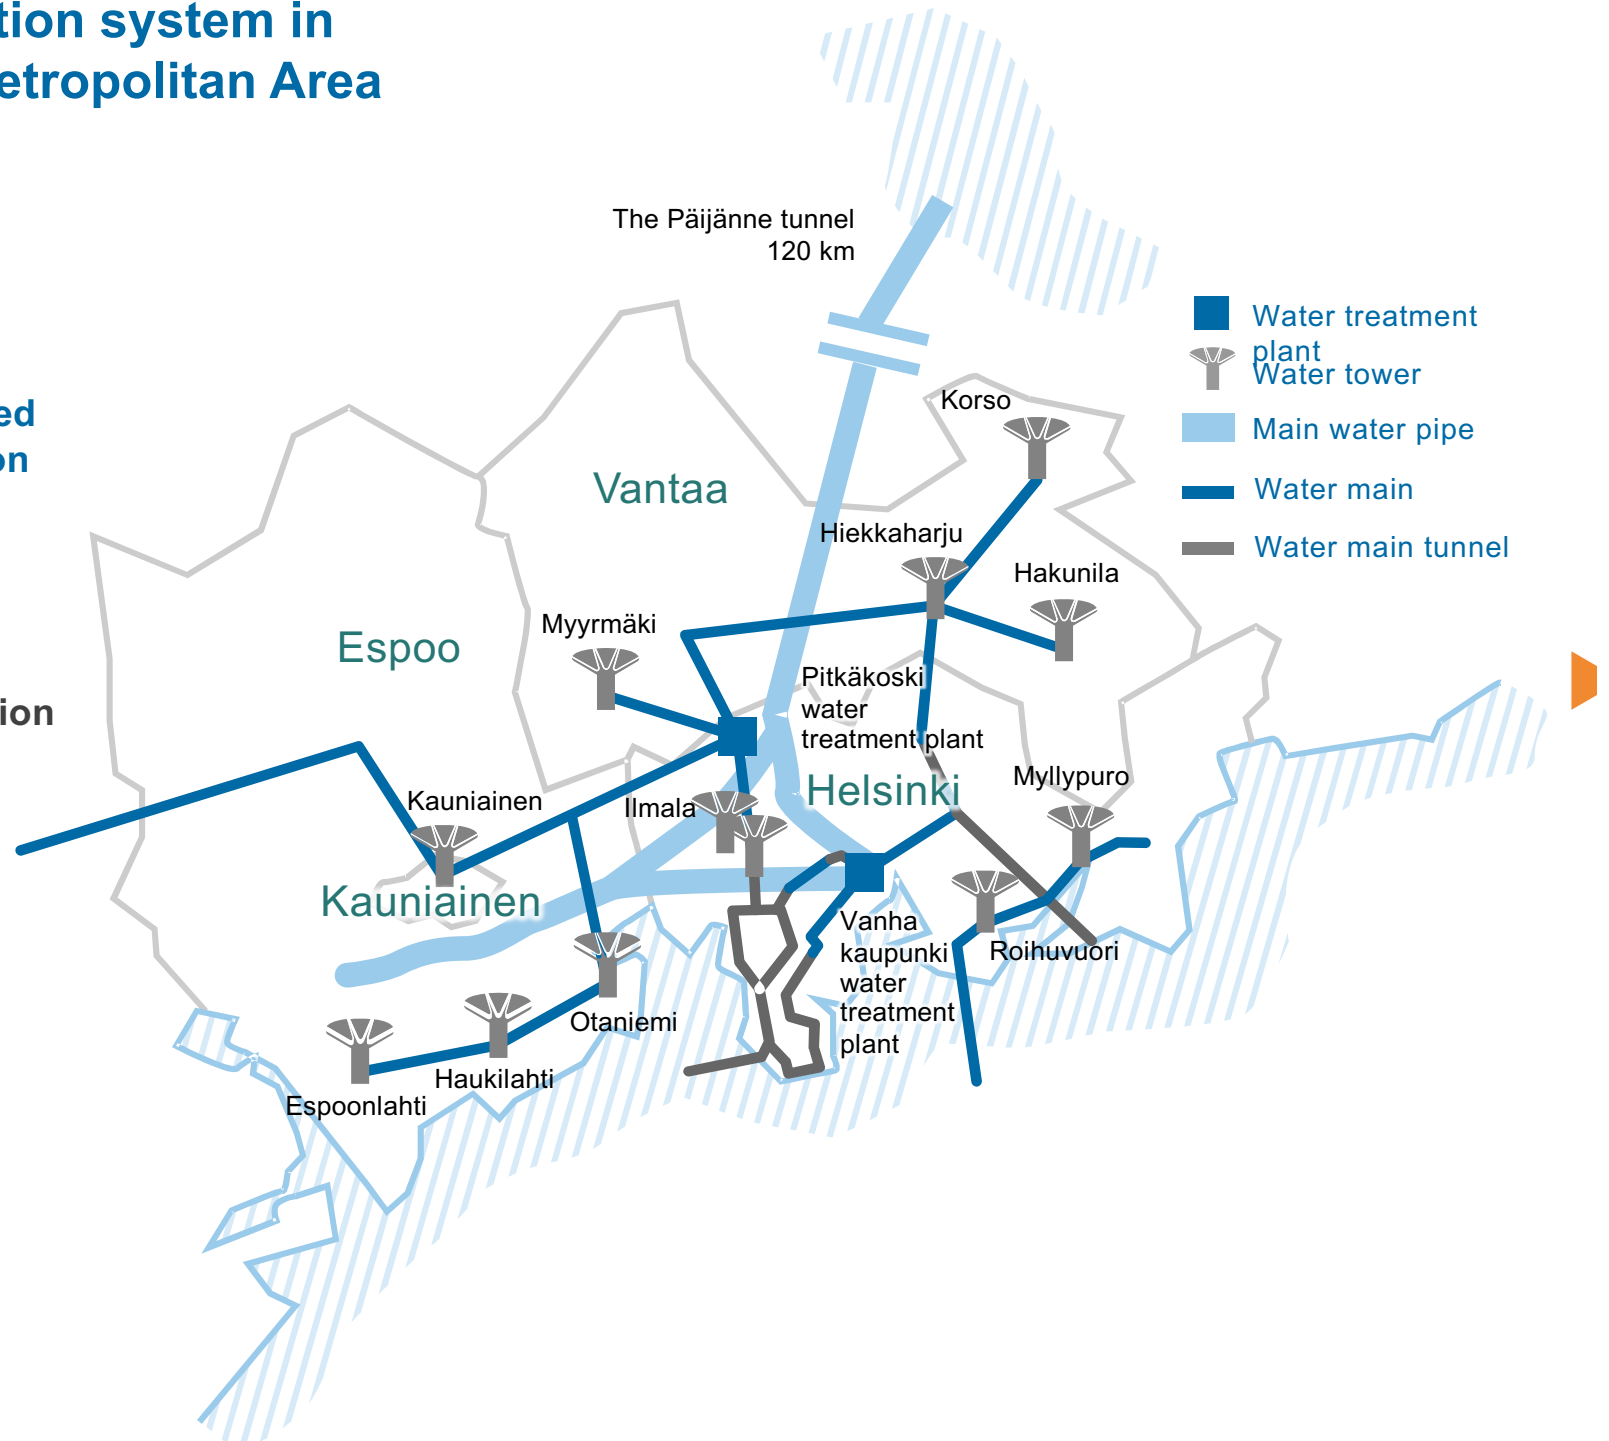 tion system in
etropolitan Area
The Päijänne tunnel
120 km
Water treatment
plant
Water tower
Main water pipe
Water main
Water main tunnel
ed
on
ion
Korso
Vantaa
Hiekkaharju
Hakunila
Myyrmäki
Espoo
Pitkäkoski
water
treatment plant
Helsinki
Myllypuro
Kauniainen
Ilmala
Kauniainen
Vanha
kaupunki
water
treatment
plant
Roihuvuori
Otaniemi
Haukilahti
Espoonlahti